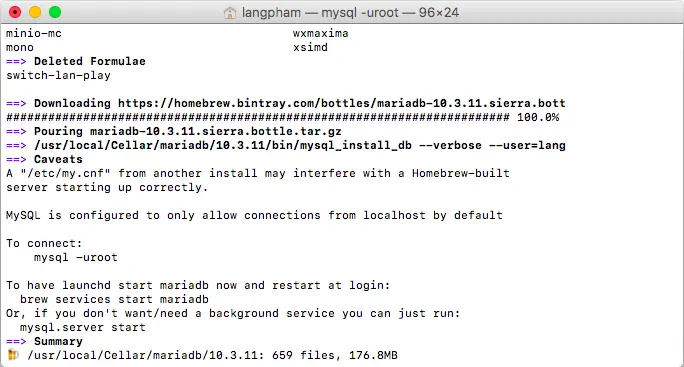 langpham — mysql -uroot — 96×24
minio-mc wxmaxima
mono xsimd
==> Deleted Formulae
switch-lan-play
==> Downloading https://homebrew.bintray.com/bottles/mariadb-10.3.11.sierra.bott
######################################################################## 100.0%
==> Pouring mariadb-10.3.11.sierra.bottle.tar.gz
==> /usr/local/Cellar/mariadb/10.3.11/bin/mysql_install_db --verbose --user=lang
==> Caveats
A "/etc/my.cnf" from another install may interfere with a Homebrew-built
server starting up correctly.
MySQL is configured to only allow connections from localhost by default
To connect:
mysql -uroot
To have launchd start mariadb now and restart at login:
brew services start mariadb
Or, if you don't want/need a background service you can just run:
mysql.server start
==> Summary
🍺 /usr/local/Cellar/mariadb/10.3.11: 659 files, 176.8MB